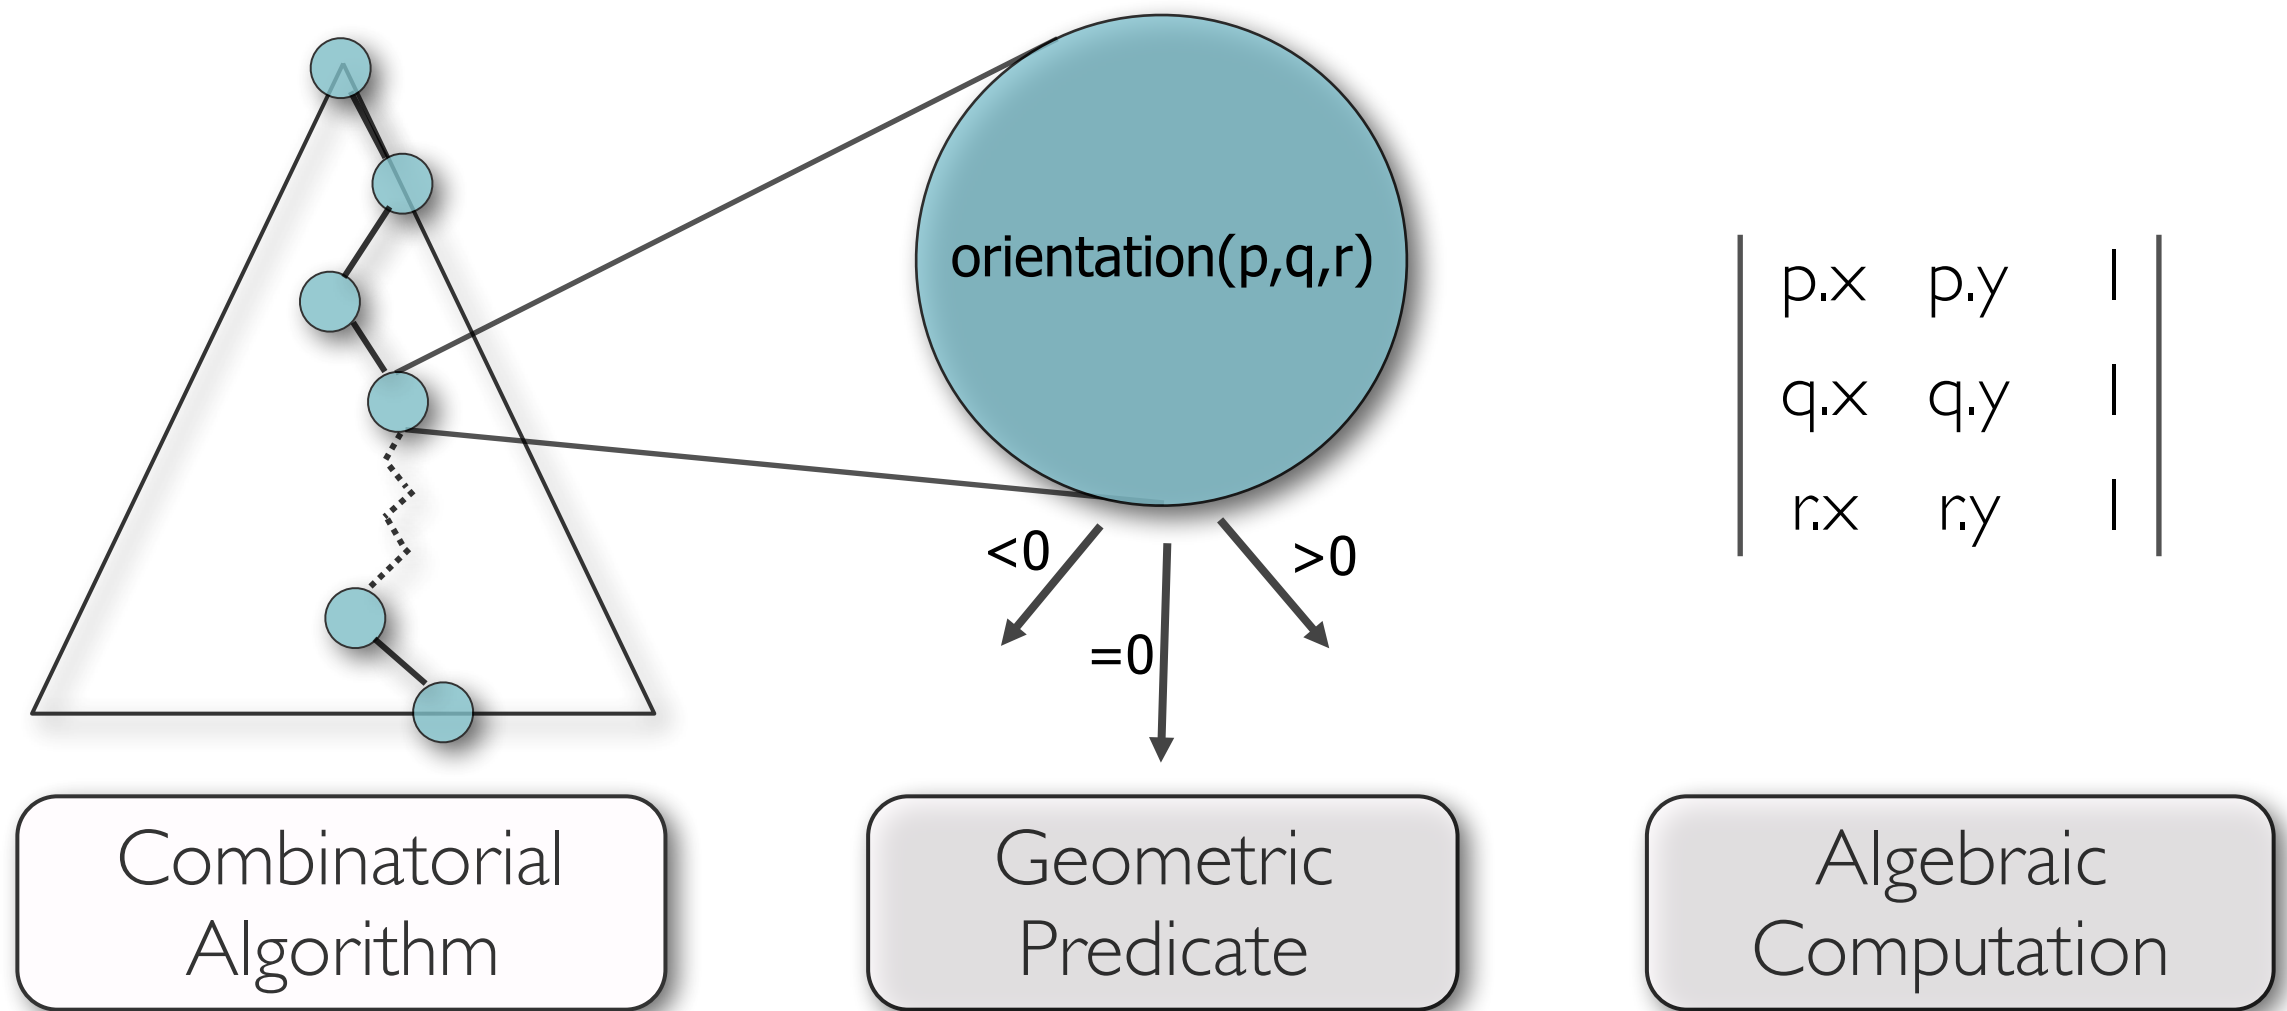 orientation(p,q,r)
<0
=0
>0
p.x p.y 1
q.x q.y 1
r.x r.y 1
Combinatorial
Algorithm
Geometric
Predicate
Algebraic
Computation